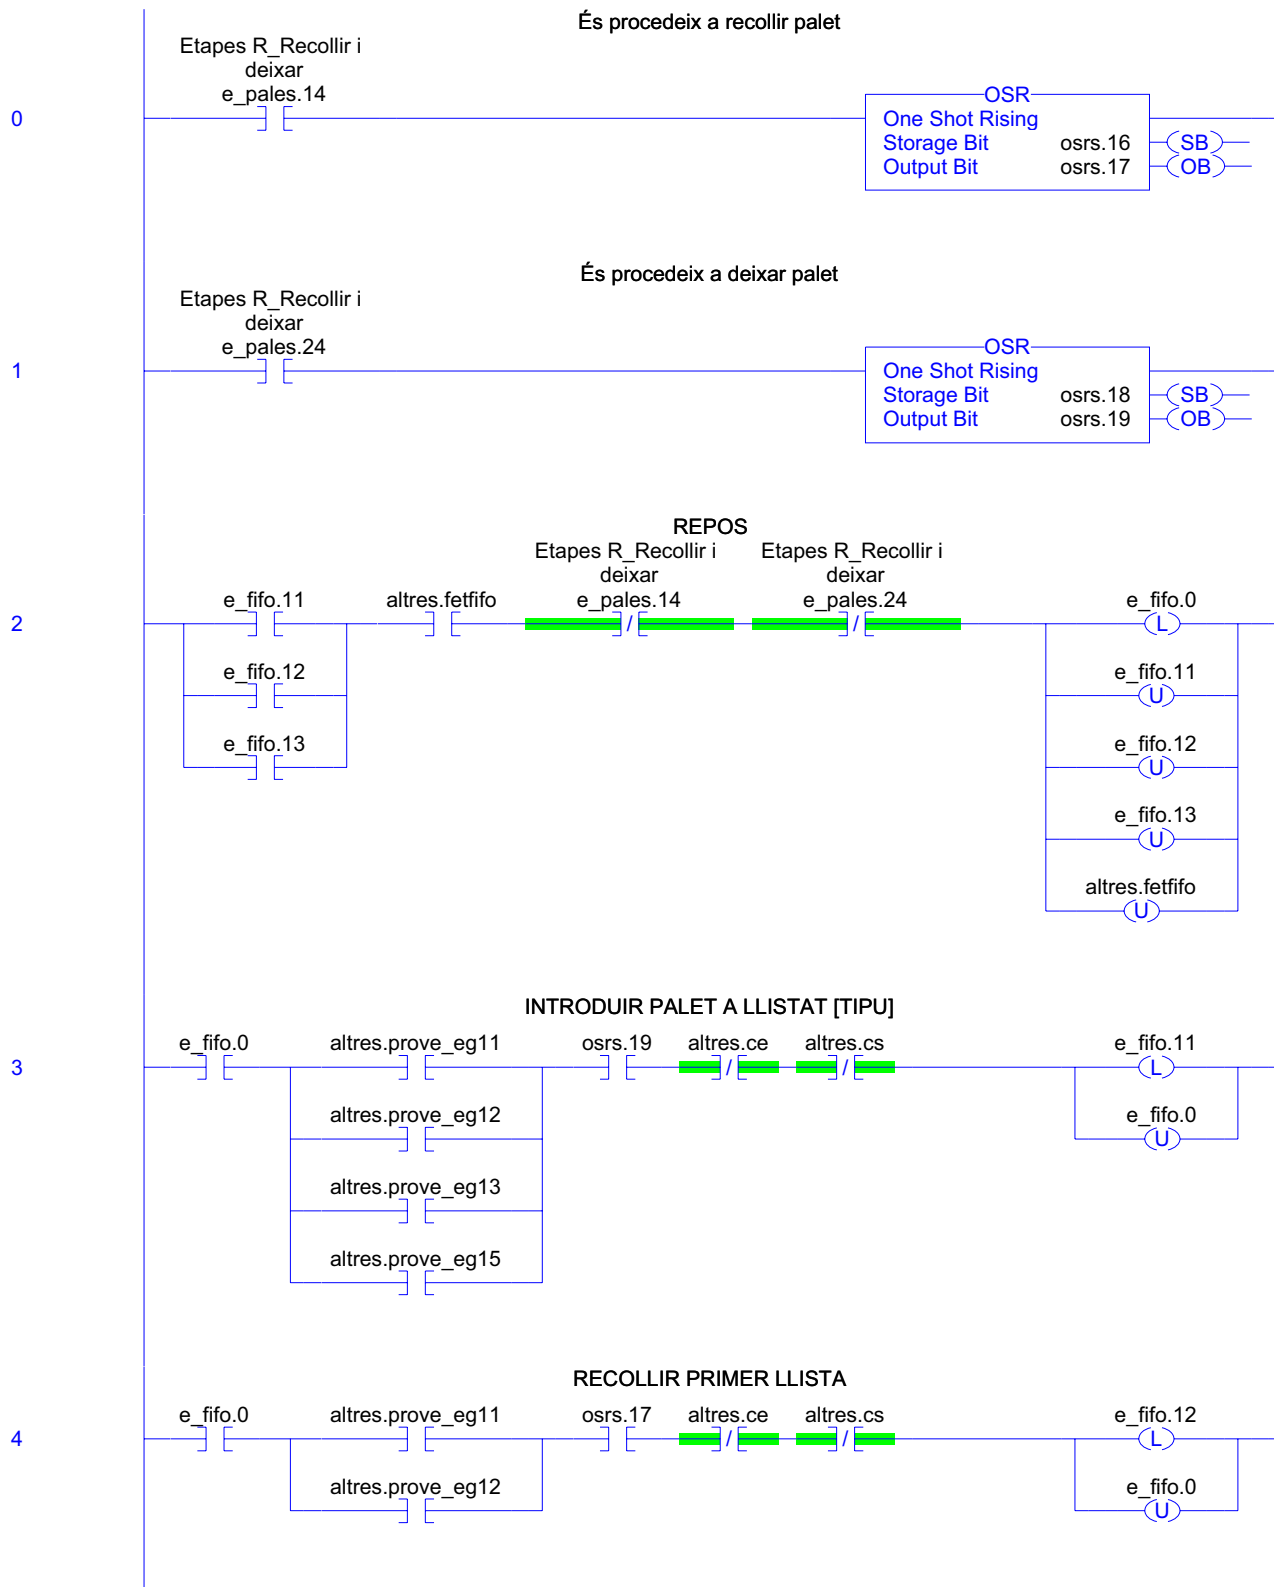 És procedeix a recollir palet
Etapes R_Recollir i
deixar
e_pales.14
0
OSR
One Shot Rising
Storage Bit osrs.16 SB
Output Bit osrs.17 OB
És procedeix a deixar palet
Etapes R_Recollir i
deixar
e_pales.24
1
OSR
One Shot Rising
Storage Bit osrs.18 SB
Output Bit osrs.19 OB
REPOS
Etapes R_Recollir i Etapes R_Recollir i
deixar deixar
e_fifo.11 altres.fetfifo e_pales.14 e_pales.24 e_fifo.0
2 / / L
e_fifo.12 e_fifo.11
U
e_fifo.13 e_fifo.12
U
e_fifo.13
U
altres.fetfifo
U
INTRODUIR PALET A LLISTAT [TIPU]
e_fifo.0 altres.prove_eg11 osrs.19 altres.ce altres.cs e_fifo.11
3 / / L
altres.prove_eg12 e_fifo.0
U
altres.prove_eg13
altres.prove_eg15
RECOLLIR PRIMER LLISTA
e_fifo.0 altres.prove_eg11 osrs.17 altres.ce altres.cs e_fifo.12
4 / / L
altres.prove_eg12 e_fifo.0
U